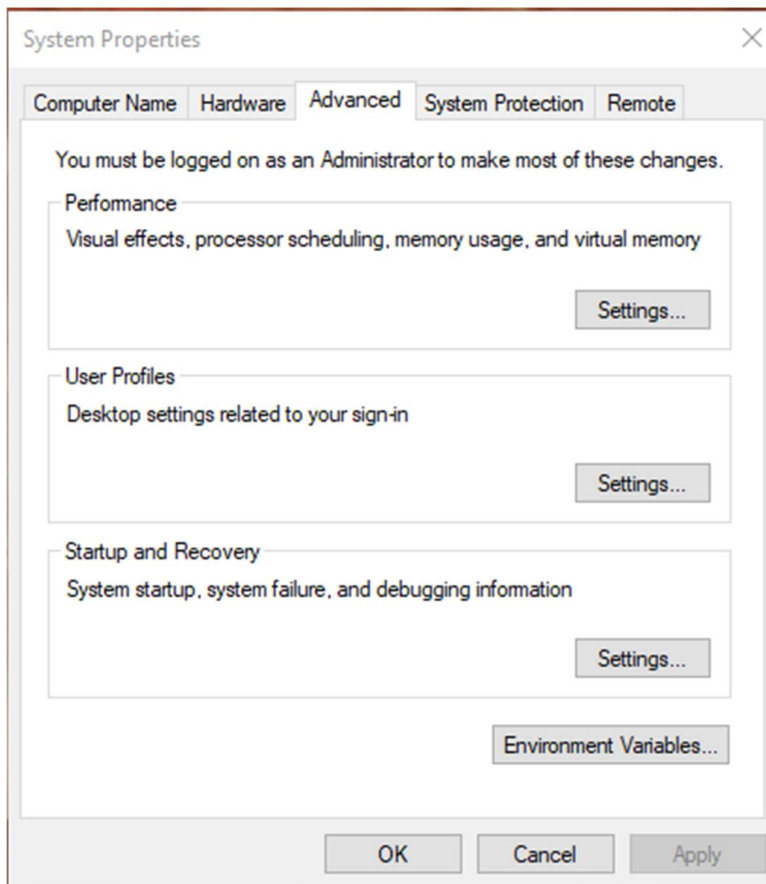 System Properties
Computer Name Hardware Advanced System Protection Remote
You must be logged on as an Administrator to make most of these changes.
Performance
Visual effects, processor scheduling, memory usage, and virtual memory
Settings...
User Profiles
Desktop settings related to your sign-in
Settings...
Startup and Recovery
System startup, system failure, and debugging information
Settings...
Environment Variables...
OK Cancel Apply